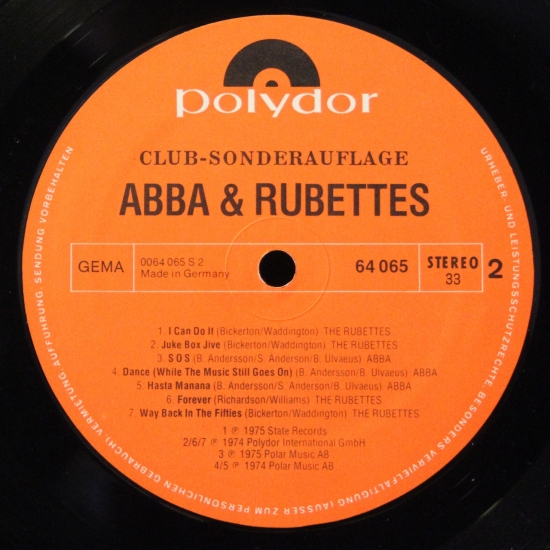 polydor
CLUB-SONDERAUFLAGE
ABBA & RUBETTES
GEMA
0064 065 S 2
Made in Germany
64 065
STEREO
33
2
1. I Can Do It (Bickerton/Waddington) THE RUBETTES
2. Juke Box Jive (Bickerton/Waddington) THE RUBETTES
3. S O S (B. Andersson/S. Anderson/B. Ulvaeus) ABBA
4. Dance (While The Music Still Goes On) (B. Andersson/B. Ulvaeus) ABBA
5. Hasta Manana (B. Andersson/S. Anderson/B. Ulvaeus) ABBA
6. Forever (Richardson/Williams) THE RUBETTES
7. Way Back In The Fifties (Bickerton/Waddington) THE RUBETTES
1 ℗ 1975 State Records
2/6/7 ℗ 1974 Polydor International GmbH
3 ℗ 1975 Polar Music AB
4/5 ℗ 1974 Polar Music AB
URHEBER- UND LEISTUNGSSCHUTZRECHTE, BESONDERS VERVIELFÄLTIGUNG (AUSSER ZUM PERSÖNLICHEN GEBRAUCH), VERMIETUNG, AUFFÜHRUNG, SENDUNG VORBEHALTEN